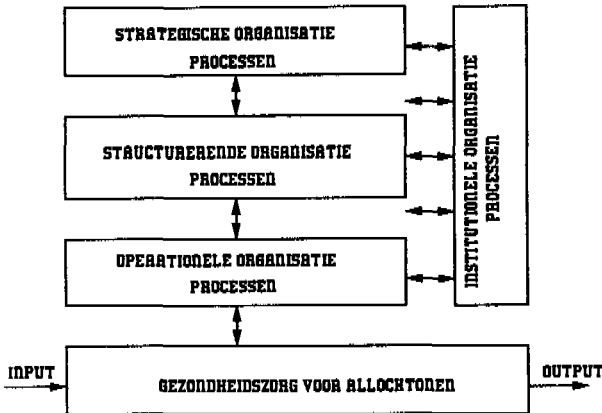 STRATEGISCHE ORGANISATIE
PROCESSEN
STRUCTURERENDE ORGANISATIE
PROCESSEN
OPERATIONELE ORGANISATIE
PROCESSEN
INSTITUTIONELE ORGANISATIE
PROCESSEN
INPUT
GEZONDHEIDSZORG VOOR ALLOCHTONEN
OUTPUT